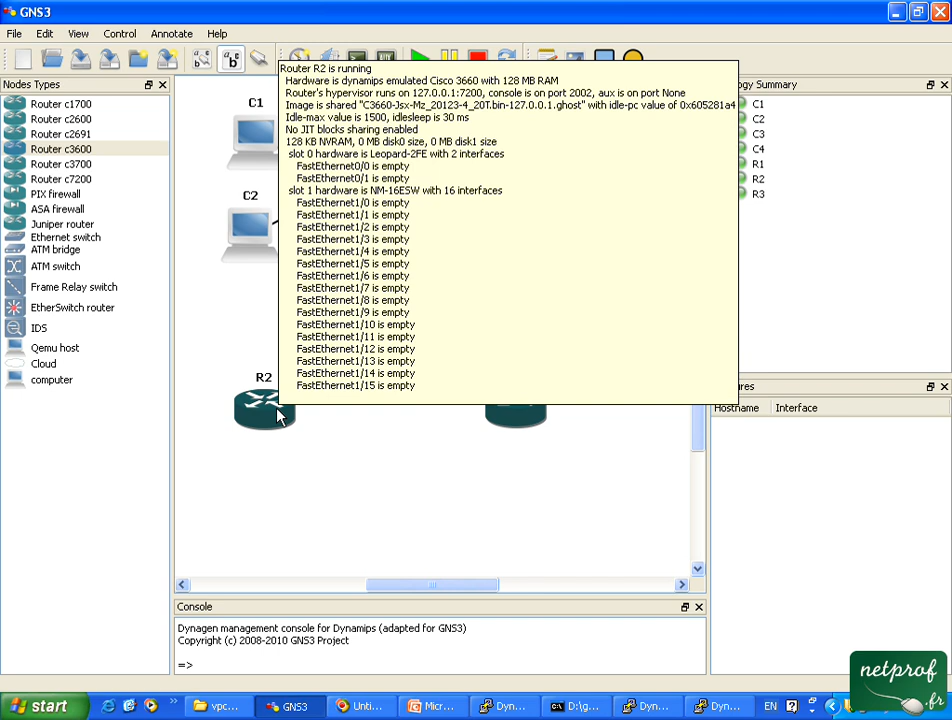 GNS3
File Edit View Control Annotate Help
Nodes Types
Router c1700
Router c2600
Router c2691
Router c3600
Router c3700
Router c7200
PIX firewall
ASA firewall
Juniper router
Ethernet switch
ATM bridge
ATM switch
Frame Relay switch
EtherSwitch router
IDS
Qemu host
Cloud
computer
C1
C2
R2
Router R2 is running
Hardware is dynamips emulated Cisco 3660 with 128 MB RAM
Router's hypervisor runs on 127.0.0.1:7200, console is on port 2002, aux is on port None
Image is shared "C3660-Jsx-Mz_20123-4_20T.bin-127.0.0.1.ghost" with idle-pc value of 0x605281a4
Idle-max value is 1500, idlesleep is 30 ms
No JIT blocks sharing enabled
128 KB NVRAM, 0 MB disk0 size, 0 MB disk1 size
slot 0 hardware is Leopard-2FE with 2 interfaces
FastEthernet0/0 is empty
FastEthernet0/1 is empty
slot 1 hardware is NM-16ESW with 16 interfaces
FastEthernet1/0 is empty
FastEthernet1/1 is empty
FastEthernet1/2 is empty
FastEthernet1/3 is empty
FastEthernet1/4 is empty
FastEthernet1/5 is empty
FastEthernet1/6 is empty
FastEthernet1/7 is empty
FastEthernet1/8 is empty
FastEthernet1/9 is empty
FastEthernet1/10 is empty
FastEthernet1/11 is empty
FastEthernet1/12 is empty
FastEthernet1/13 is empty
FastEthernet1/14 is empty
FastEthernet1/15 is empty
ogy Summary
C1
C2
C3
C4
R1
R2
R3
ures
Hostname Interface
Console
Dynagen management console for Dynamips (adapted for GNS3)
Copyright (c) 2008-2010 GNS3 Project
=>
netprof
.fr
start vpc... GNS3 Unti... Micr... Dyn... D:\g... Dyn... Dyn... EN